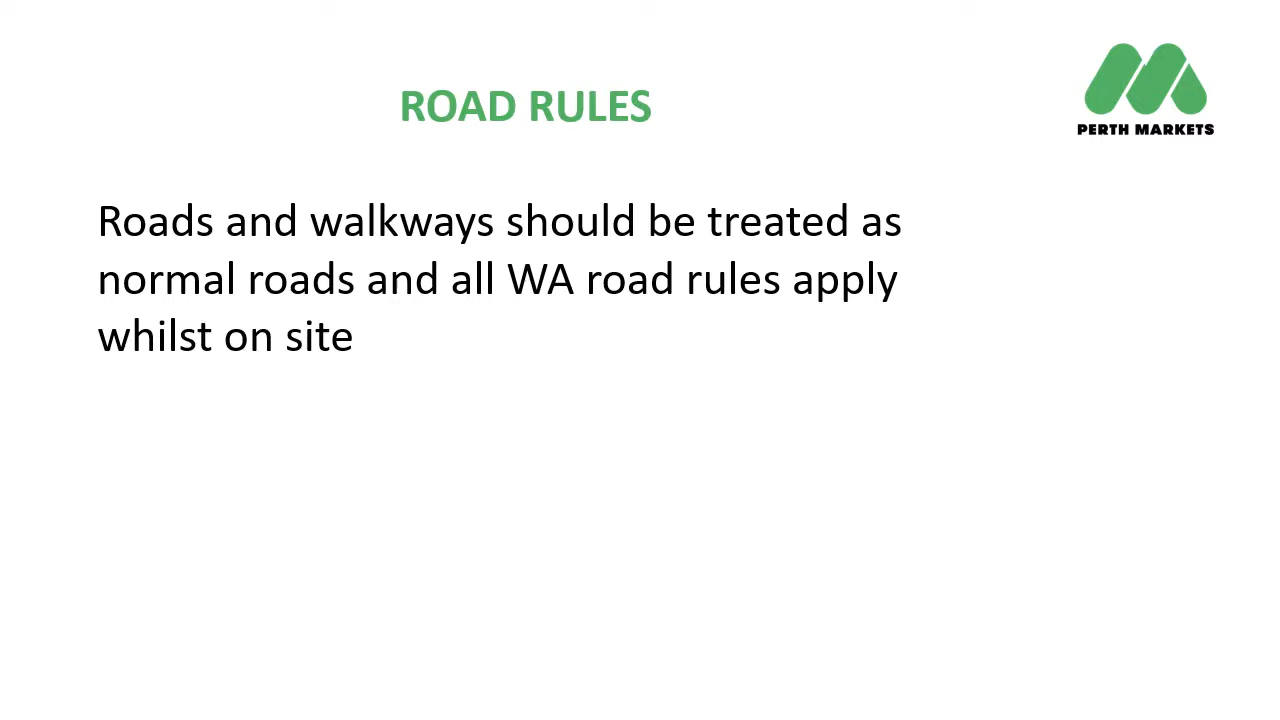 ROAD RULES
PERTH MARKETS
Roads and walkways should be treated as
normal roads and all WA road rules apply
whilst on site